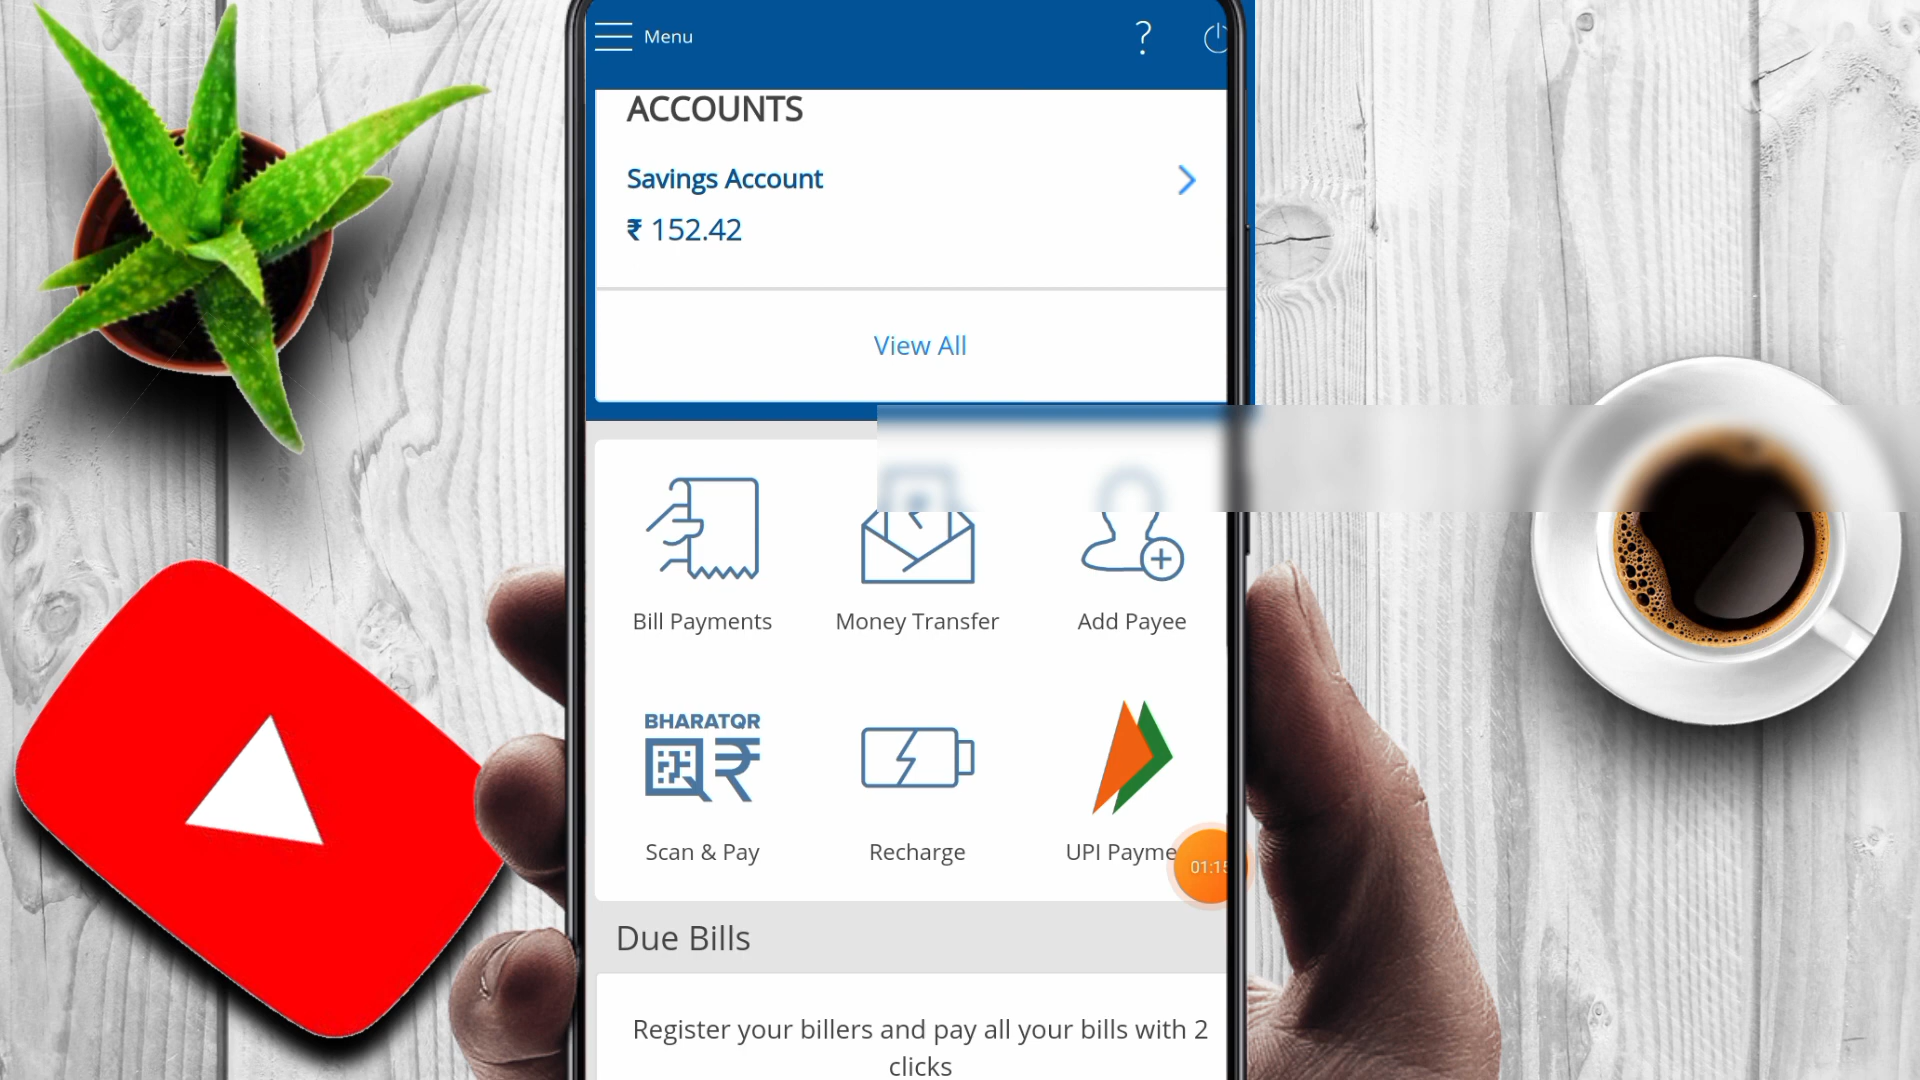 Menu
?
ACCOUNTS
Savings Account
₹ 152.42
View All
Bill Payments
Money Transfer
Add Payee
BHARATQR
Scan & Pay
Recharge
UPI Payme
01:15
Due Bills
Register your billers and pay all your bills with 2
clicks